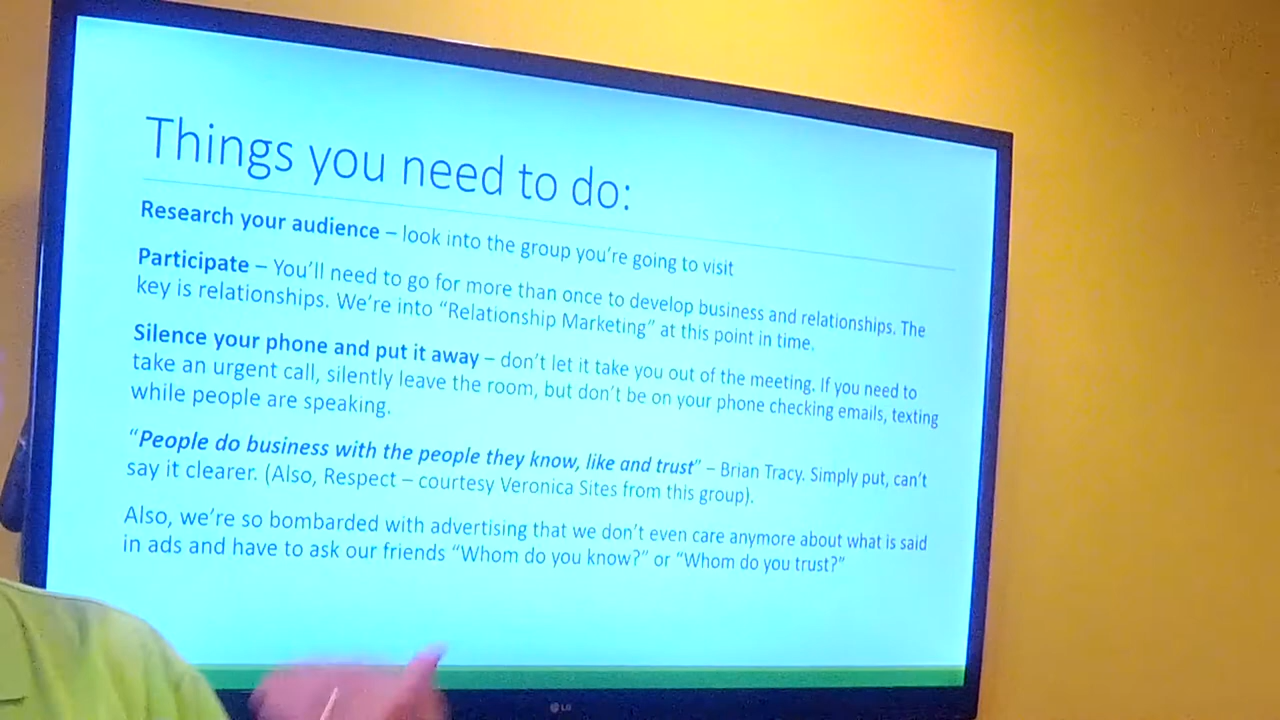 Things you need to do:
Research your audience – look into the group you're going to visit
Participate – You'll need to go for more than once to develop business and relationships. The
key is relationships. We're into "Relationship Marketing" at this point in time.
Silence your phone and put it away – don't let it take you out of the meeting. If you need to
take an urgent call, silently leave the room, but don't be on your phone checking emails, texting
while people are speaking.
"People do business with the people they know, like and trust" – Brian Tracy. Simply put, can't
say it clearer. (Also, Respect – courtesy Veronica Sites from this group).
Also, we're so bombarded with advertising that we don't even care anymore about what is said
in ads and have to ask our friends "Whom do you know?" or "Whom do you trust?"
LG